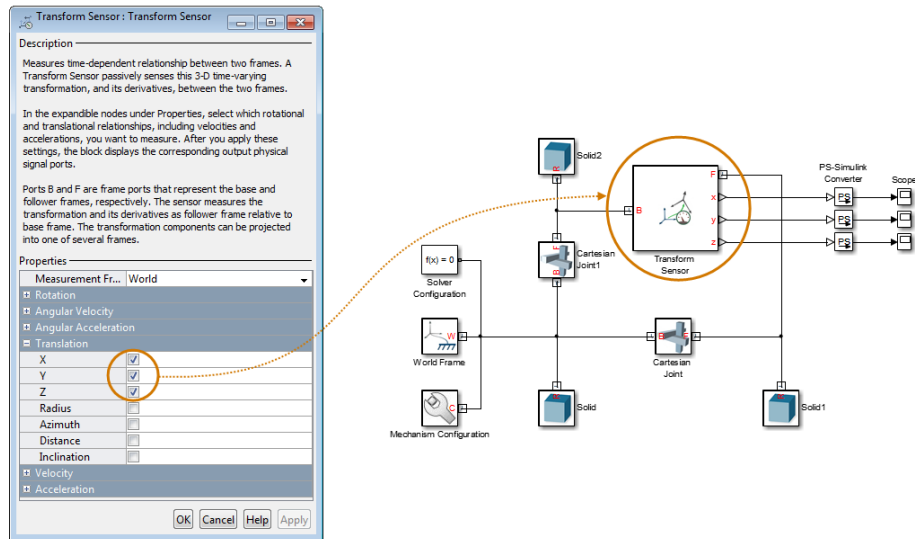 Transform Sensor : Transform Sensor
Description
Measures time-dependent relationship between two frames. A
Transform Sensor passively senses this 3-D time-varying
transformation, and its derivatives, between the two frames.
In the expandible nodes under Properties, select which rotational
and translational relationships, including velocities and
accelerations, you want to measure. After you apply these
settings, the block displays the corresponding output physical
signal ports.
Ports B and F are frame ports that represent the base and
follower frames, respectively. The sensor measures the
transformation and its derivatives as follower frame relative to
base frame. The transformation components can be projected
into one of several frames.
Properties
Measurement Fr... World
Rotation
Angular Velocity
Angular Acceleration
Translation
X
Y
Z
Radius
Azimuth
Distance
Inclination
Velocity
Acceleration
OK Cancel Help Apply
R
Solid2
B
F
x
y
z
Transform
Sensor
PS-Simulink
Converter
Scope
PS
PS
PS
F
B
Cartesian
Joint1
f(x) = 0
Solver
Configuration
W
World Frame
B F
Cartesian
Joint
C
Mechanism Configuration
R
Solid
R
Solid1